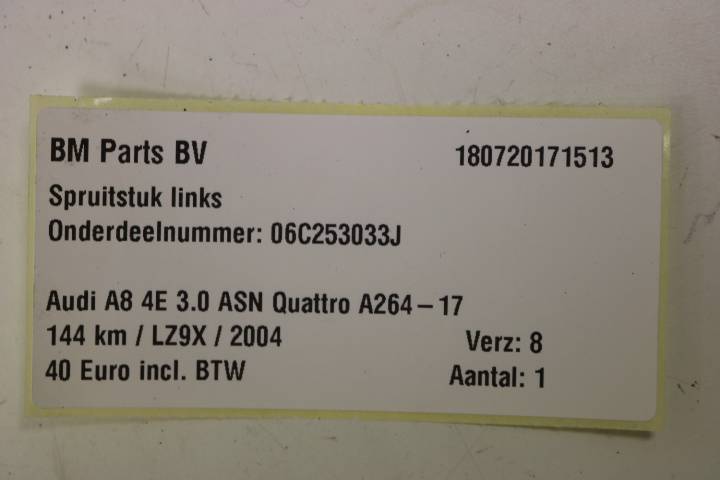 BM Parts BV 180720171513
Spruitstuk links
Onderdeelnummer: 06C253033J
Audi A8 4E 3.0 ASN Quattro A264 – 17
144 km / LZ9X / 2004 Verz: 8
40 Euro incl. BTW Aantal: 1